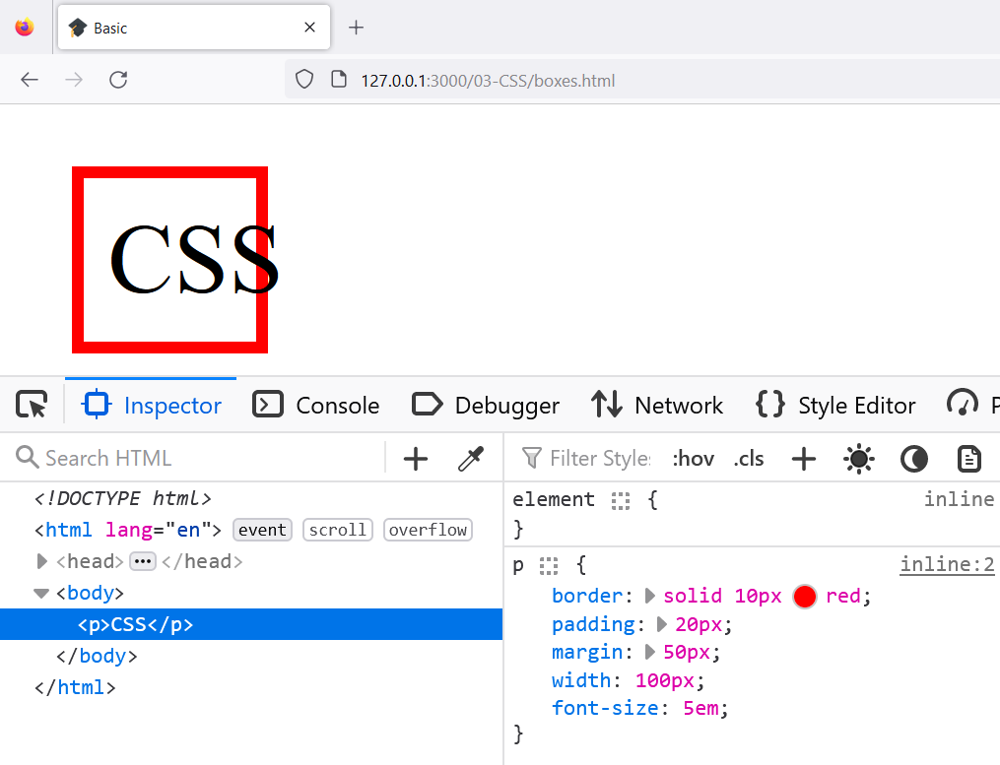 Basic
127.0.0.1:3000/03-CSS/boxes.html
CSS
Inspector Console Debugger Network Style Editor P
Search HTML
Filter Styles :hov .cls
<!DOCTYPE html>
<html lang="en"> event scroll overflow
<head> ••• </head>
<body>
<p>CSS</p>
</body>
</html>
element { inline
}
p { inline:2
border: solid 10px red;
padding: 20px;
margin: 50px;
width: 100px;
font-size: 5em;
}